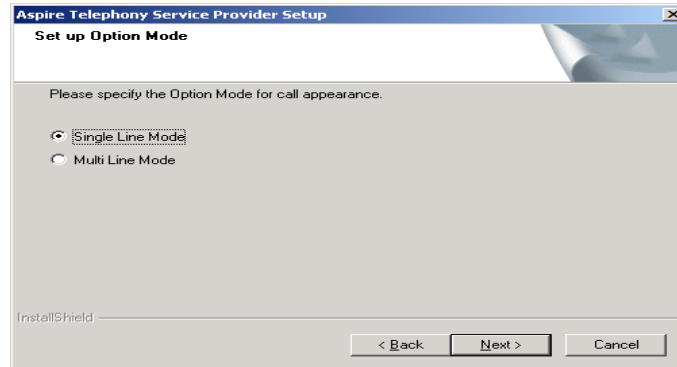 Aspire Telephony Service Provider Setup
Set up Option Mode
Please specify the Option Mode for call appearance.
Single Line Mode
Multi Line Mode
InstallShield
< Back Next > Cancel